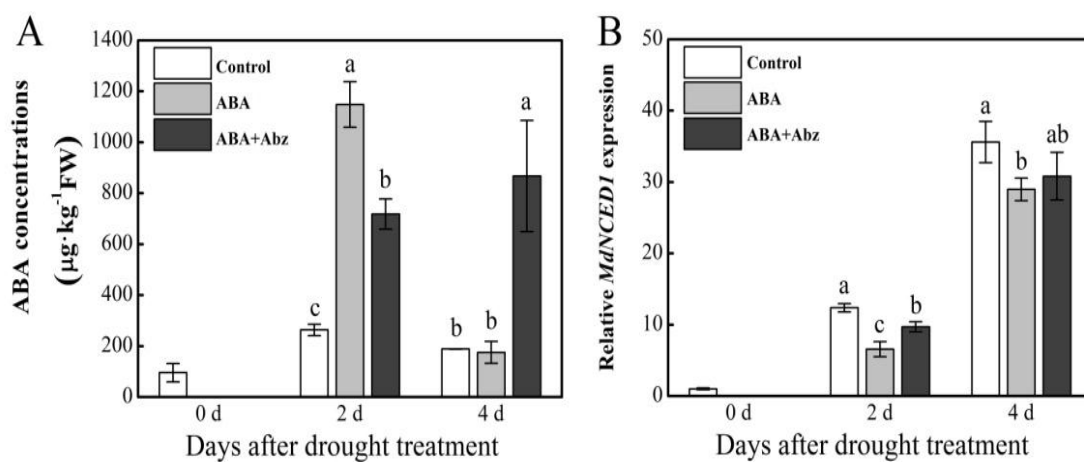 A
ABA concentrations
(μg·kg⁻¹FW)
1400
1200
1000
800
600
400
200
0
Control
ABA
ABA+Abz
c
a
b
b
b
a
0 d
2 d
4 d
Days after drought treatment
B
Relative MdNCED1 expression
50
40
30
20
10
0
Control
ABA
ABA+Abz
a
c
b
a
b
ab
0 d
2 d
4 d
Days after drought treatment